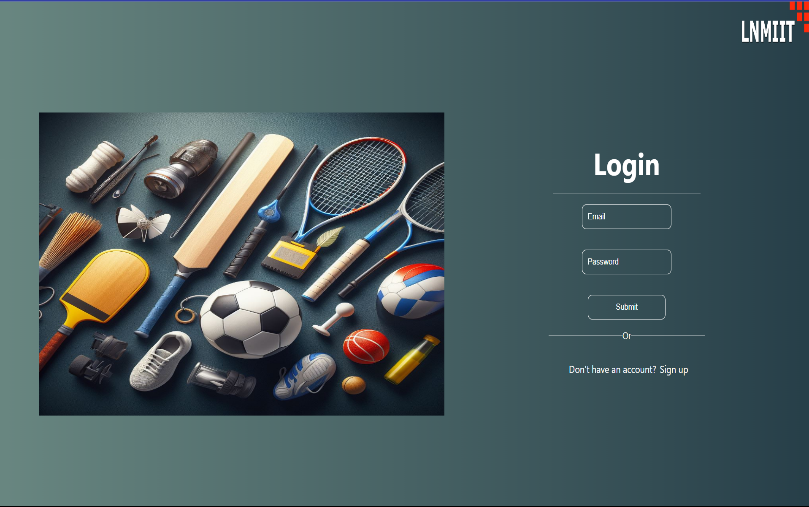 LNMIIT
Login
Email
Password
Submit
Or
Don't have an account? Sign up